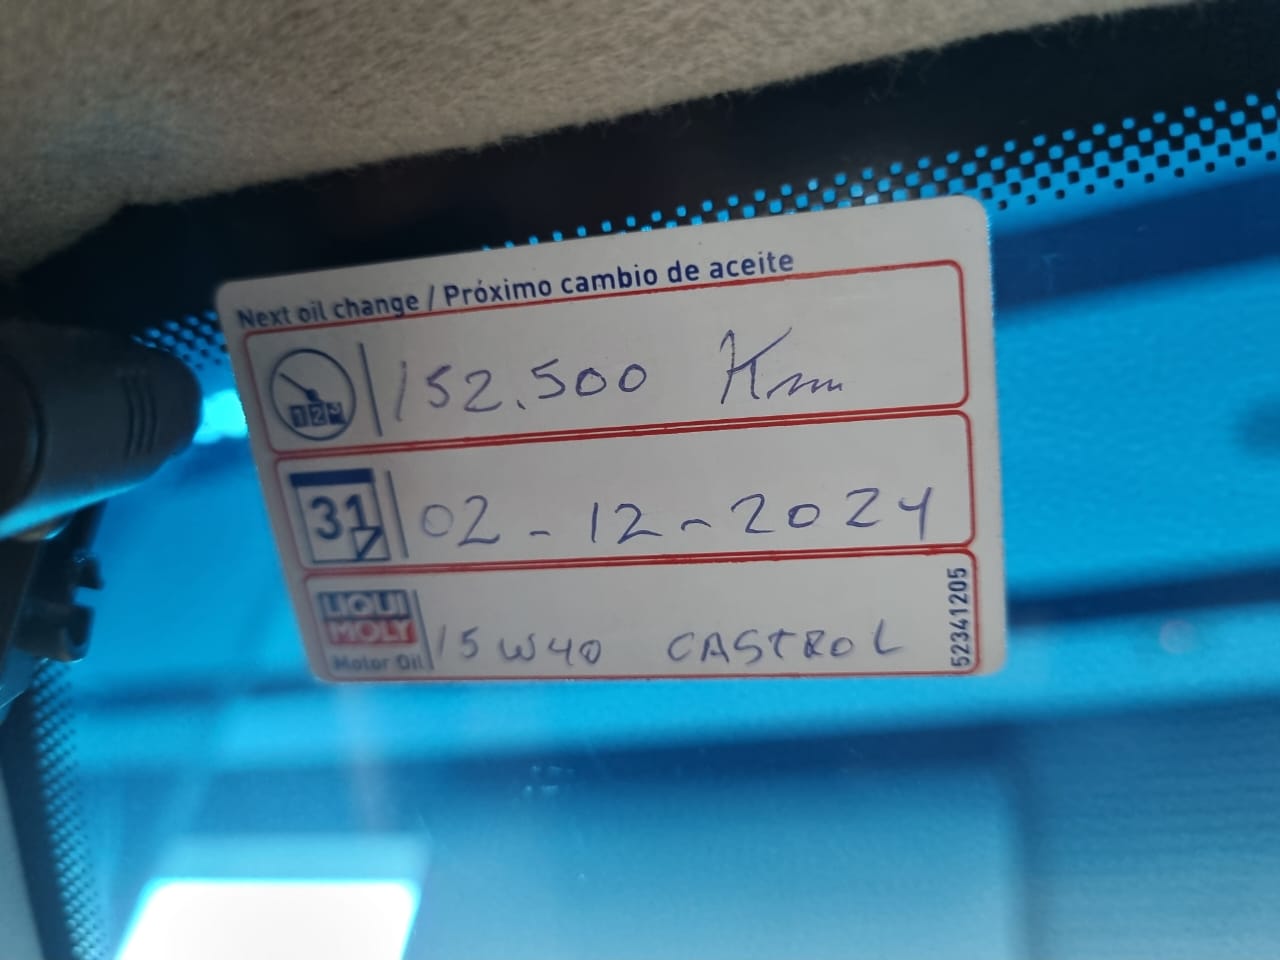 Next oil change / Próximo cambio de aceite
152.500 Km
31
02-12-2024
LIQUI
MOLY
Motor Oil
15W40 CASTROL
52341205